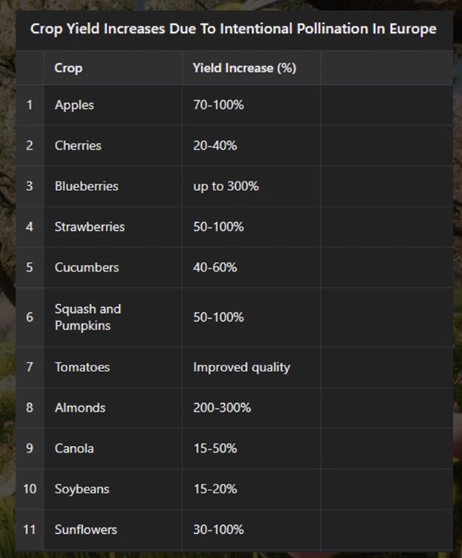 Crop Yield Increases Due To Intentional Pollination In Europe
Crop Yield Increase (%)
1 Apples 70-100%
2 Cherries 20-40%
3 Blueberries up to 300%
4 Strawberries 50-100%
5 Cucumbers 40-60%
6 Squash and Pumpkins 50-100%
7 Tomatoes Improved quality
8 Almonds 200-300%
9 Canola 15-50%
10 Soybeans 15-20%
11 Sunflowers 30-100%